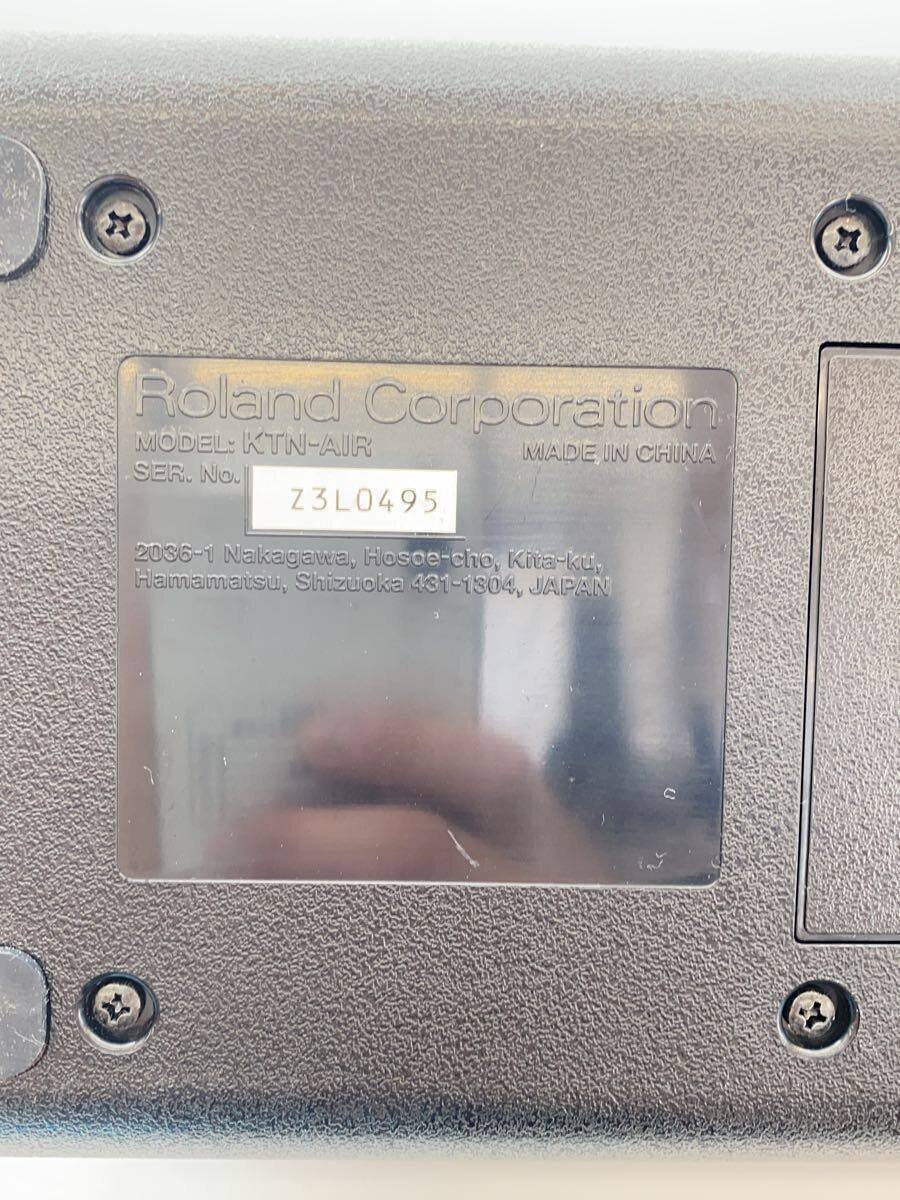 Roland Corporation
MODEL: KTN-AIR MADE IN CHINA
SER. No. Z3L0495
2036-1 Nakagawa, Hosoe-cho, Kita-ku,
Hamamatsu, Shizuoka 431-1304, JAPAN